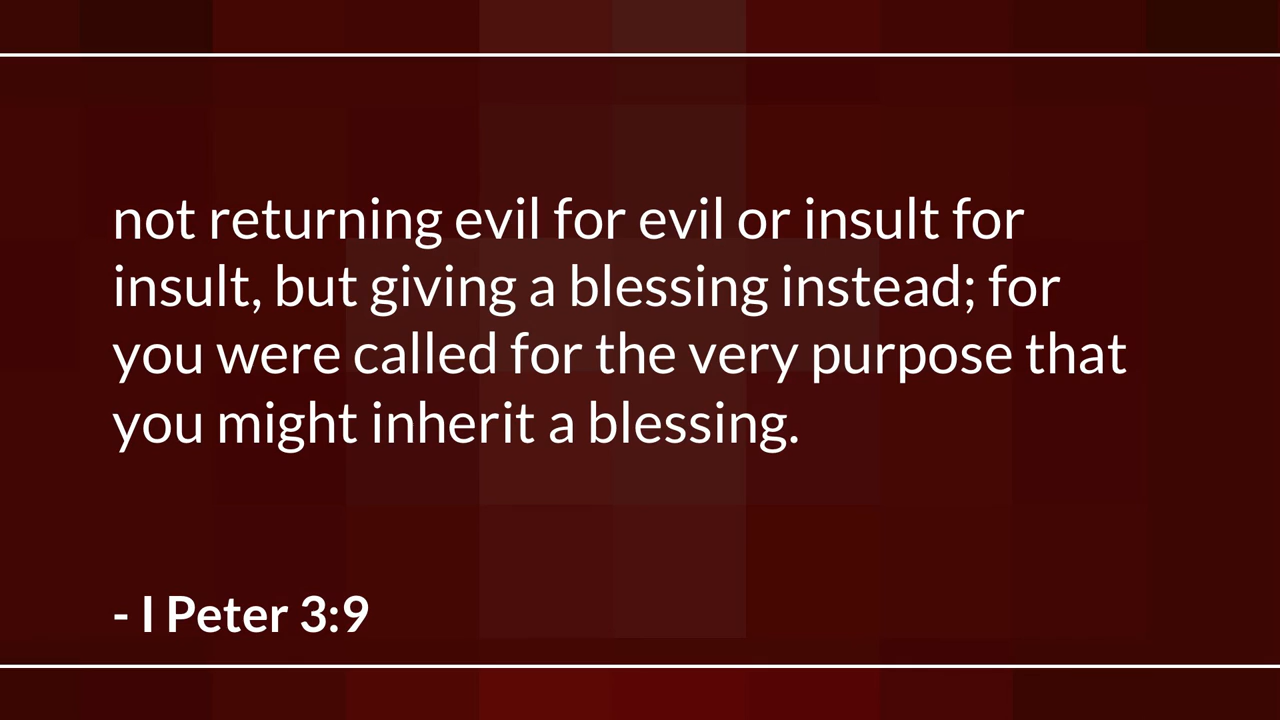 not returning evil for evil or insult for
insult, but giving a blessing instead; for
you were called for the very purpose that
you might inherit a blessing.
- I Peter 3:9